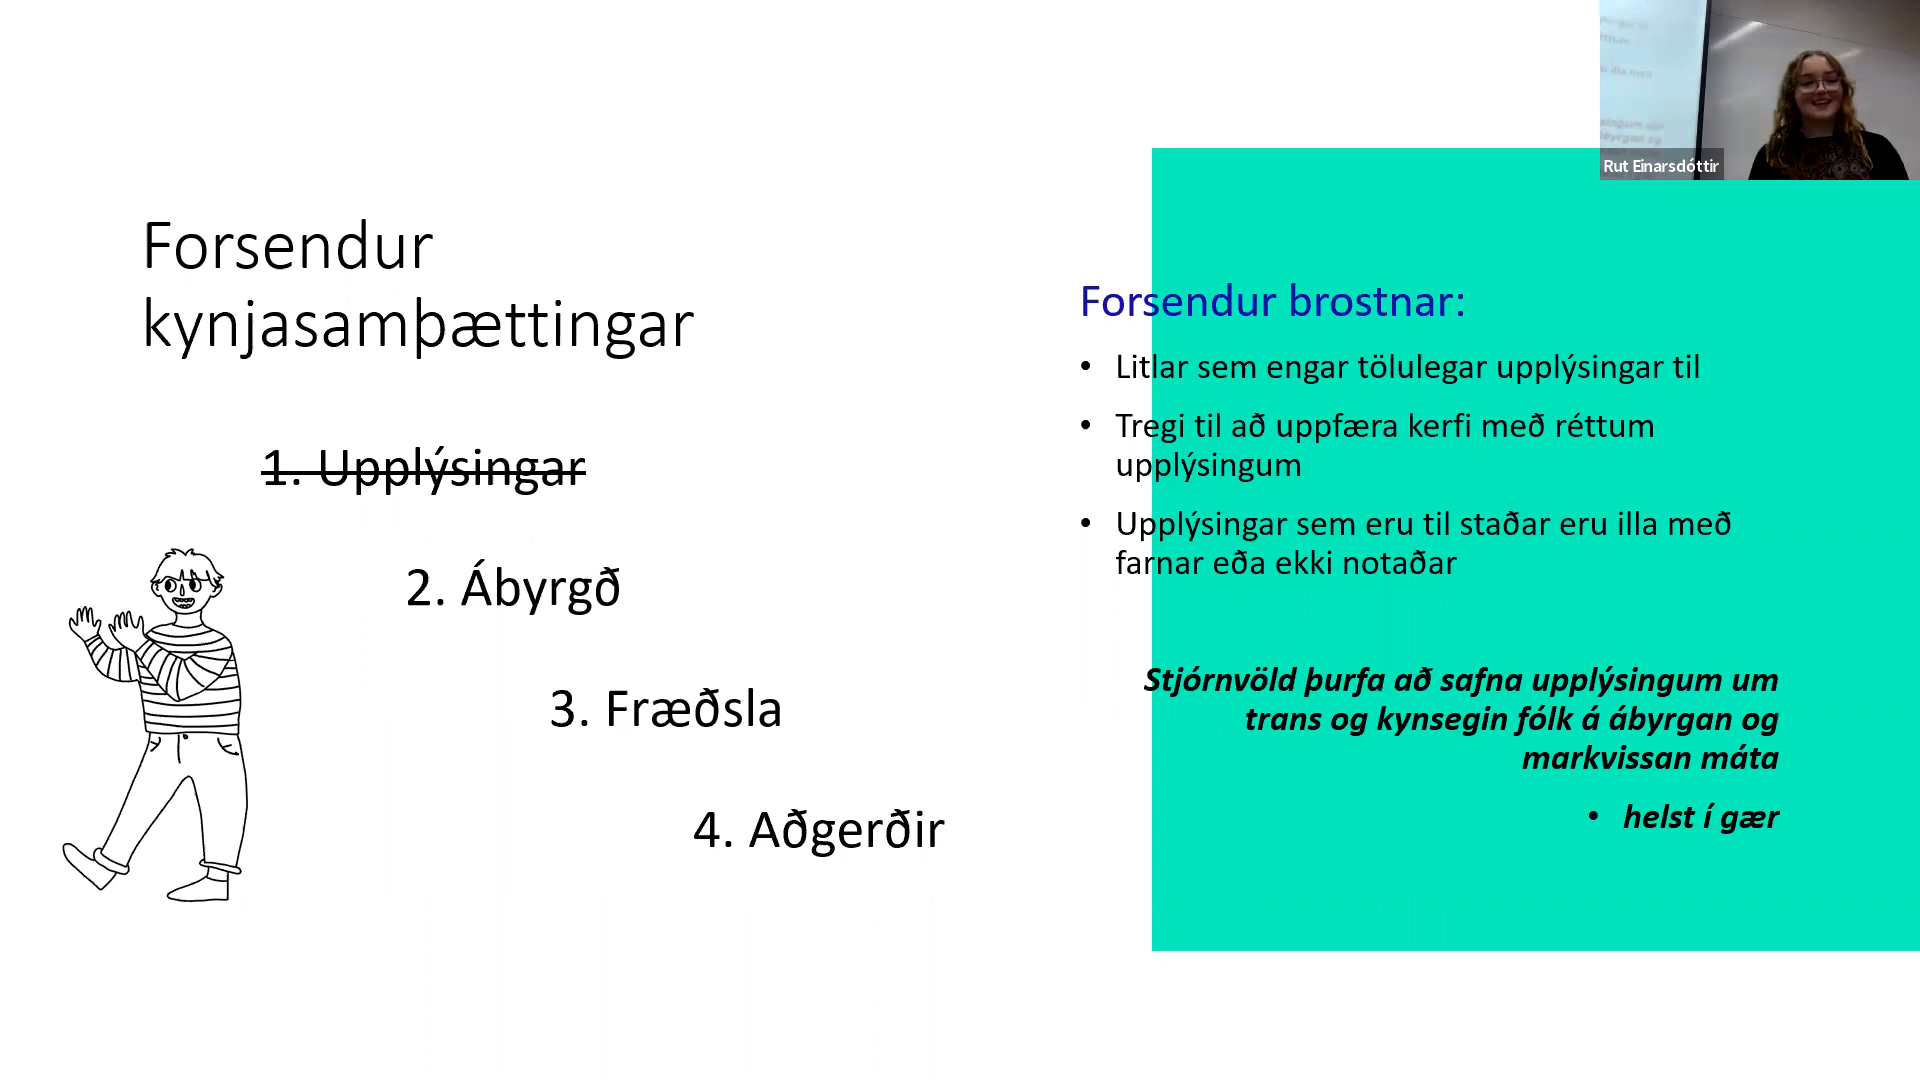 Rut Einarsdóttir
Forsendur
kynjasamþættingar
1. Upplýsingar
2. Ábyrgð
3. Fræðsla
4. Aðgerðir
Forsendur brostnar:
• Litlar sem engar tölulegar upplýsingar til
• Tregi til að uppfæra kerfi með réttum
upplýsingum
• Upplýsingar sem eru til staðar eru illa með
farnar eða ekki notaðar
Stjórnvöld þurfa að safna upplýsingum um
trans og kynsegin fólk á ábyrgan og
markvissan máta
• helst í gær